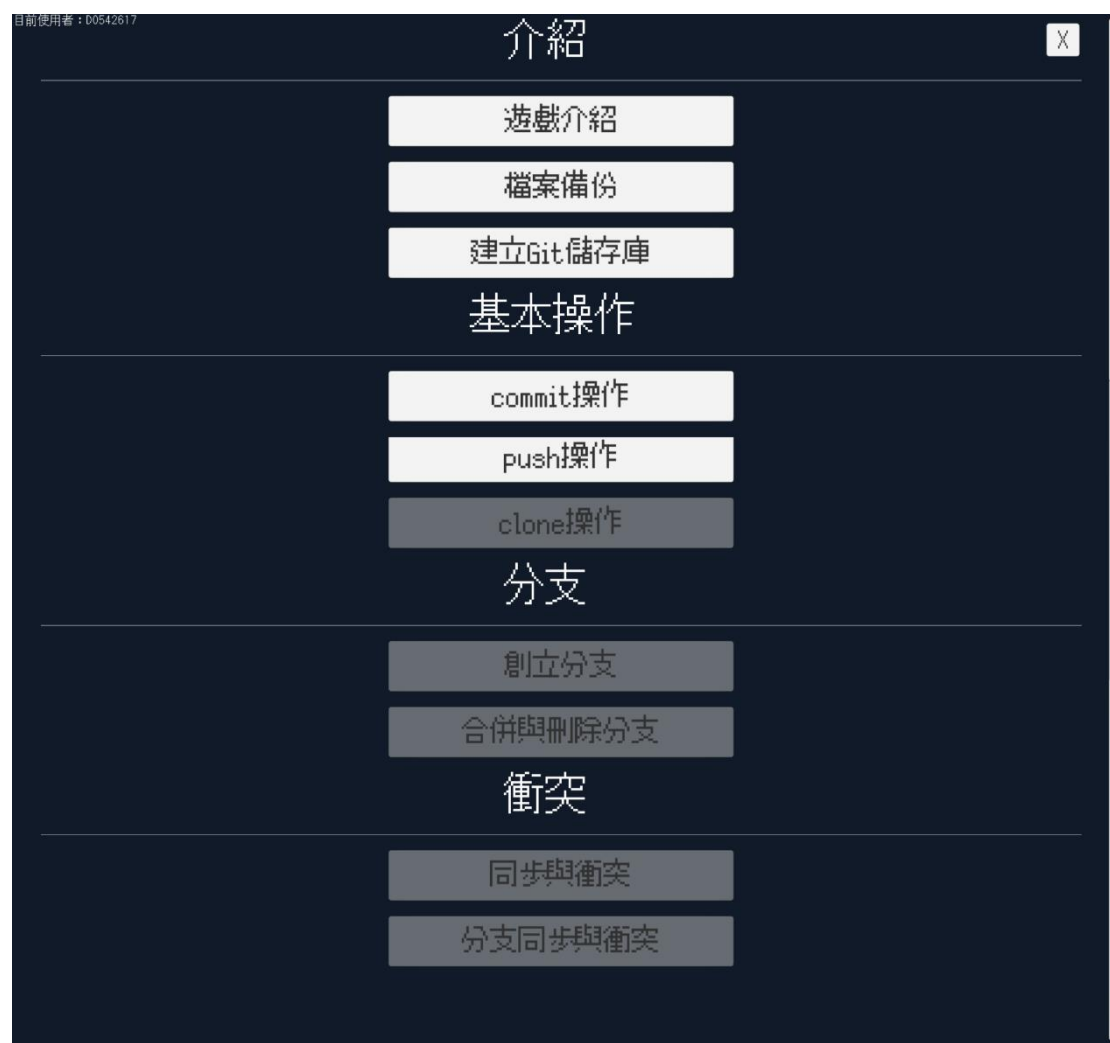 目前使用者：D0542617
介紹
X
遊戲介紹
檔案備份
建立Git儲存庫
基本操作
commit操作
push操作
clone操作
分支
創立分支
合併與刪除分支
衝突
同步與衝突
分支同步與衝突